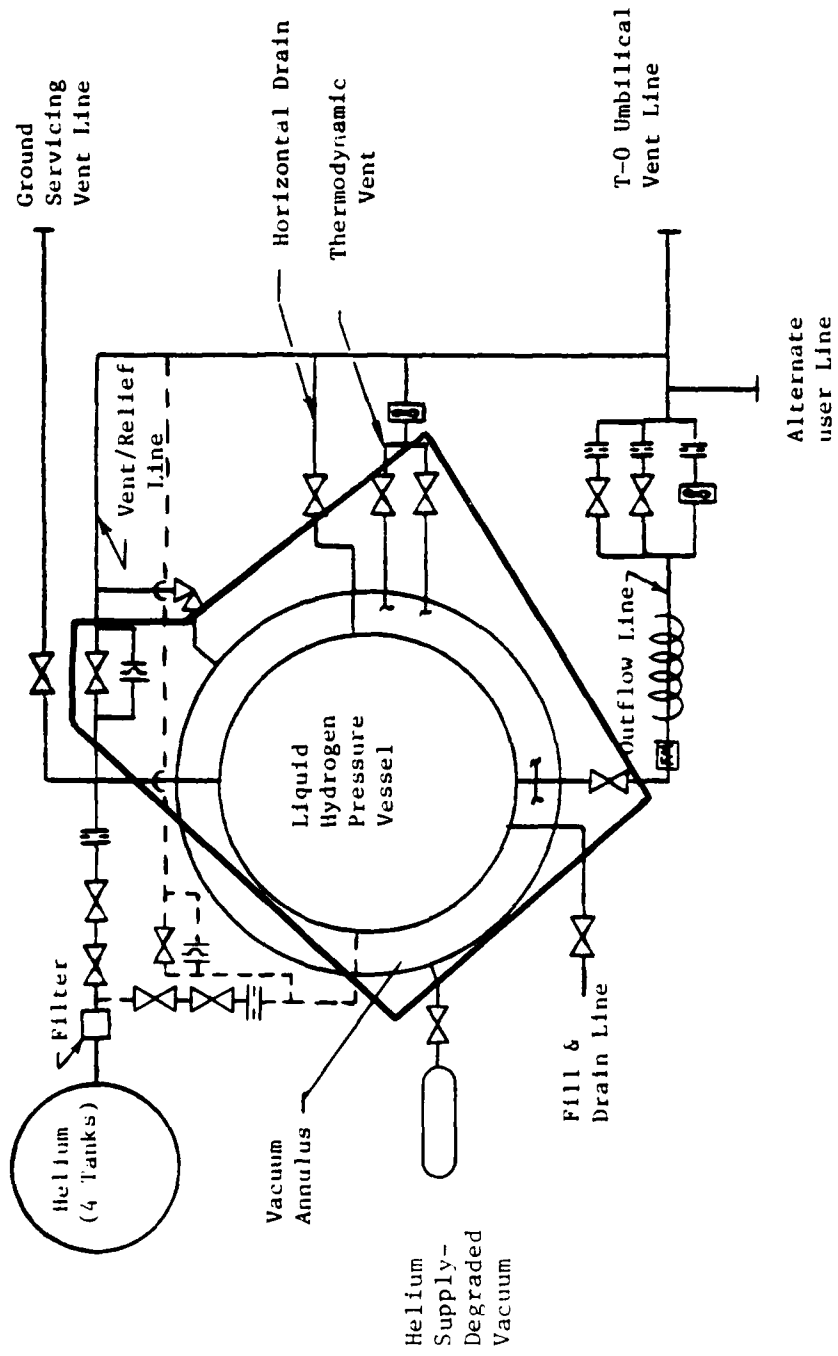 Ground
Servicing
Vent Line
Vent/Relief
Line
Horizontal Drain
Thermodynamic
Vent
T-0 Umbilical
Vent Line
Alternate
user Line
Outflow Line
Liquid
Hydrogen
Pressure
Vessel
Filter
Helium
(4 Tanks)
Vacuum
Annulus
Fill &
Drain Line
Helium
Supply-
Degraded
Vacuum